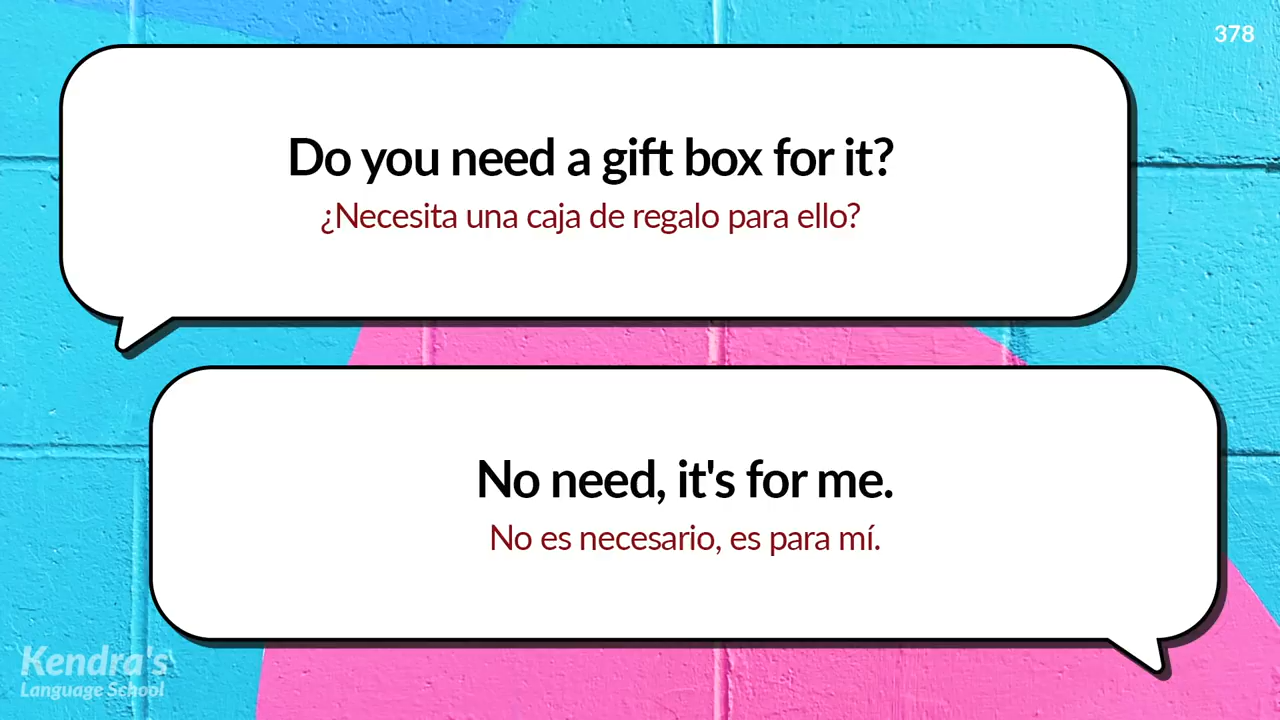 378
Do you need a gift box for it?
¿Necesita una caja de regalo para ello?
No need, it's for me.
No es necesario, es para mí.
Kendra's
Language School